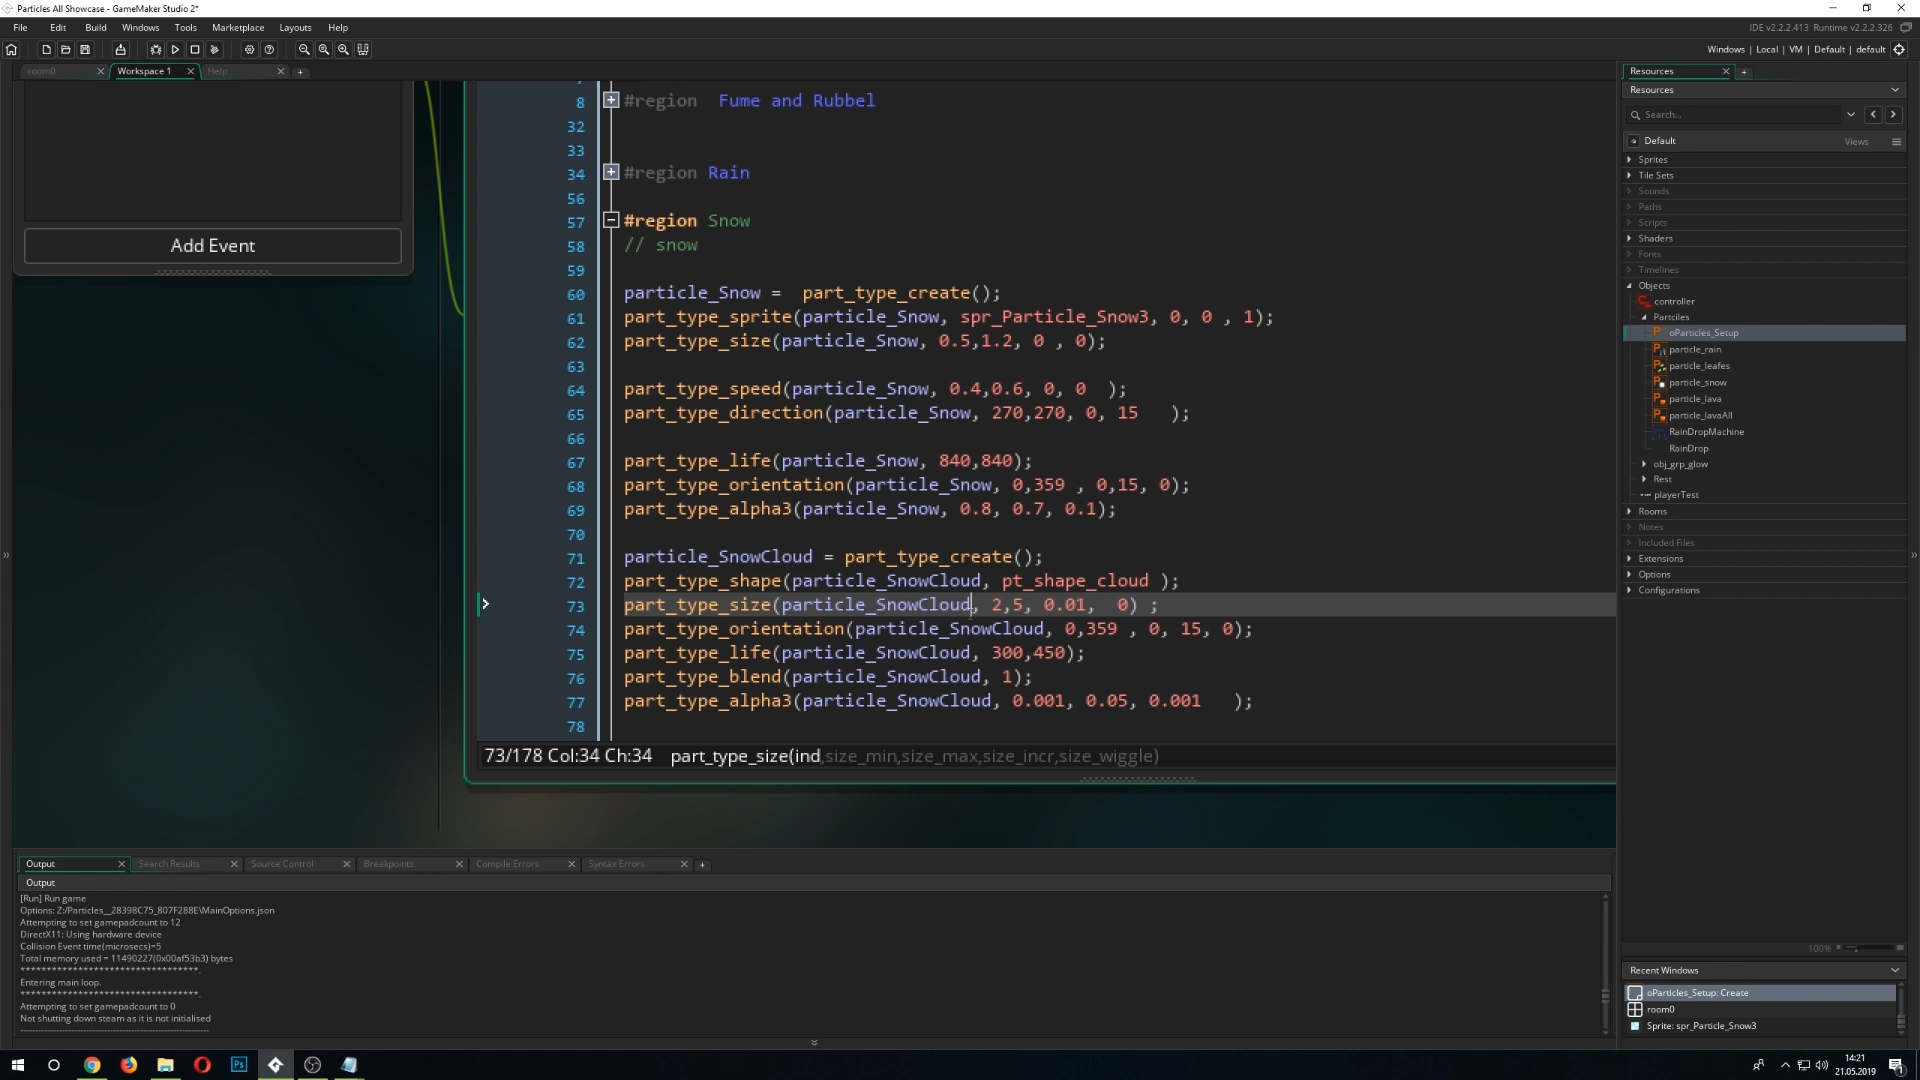 Particles All Showcase - GameMaker Studio 2*
File Edit Build Windows Tools Marketplace Layouts Help
IDE v2.2.2.413 Runtime v2.2.2.326
Windows | Local | VM | Default | default
room0 Workspace 1 Help
Add Event
8 #region Fume and Rubbel
32
33
34 #region Rain
56
57 #region Snow
58 // snow
59
60 particle_Snow = part_type_create();
61 part_type_sprite(particle_Snow, spr_Particle_Snow3, 0, 0 , 1);
62 part_type_size(particle_Snow, 0.5,1.2, 0 , 0);
63
64 part_type_speed(particle_Snow, 0.4,0.6, 0, 0 );
65 part_type_direction(particle_Snow, 270,270, 0, 15 );
66
67 part_type_life(particle_Snow, 840,840);
68 part_type_orientation(particle_Snow, 0,359 , 0,15, 0);
69 part_type_alpha3(particle_Snow, 0.8, 0.7, 0.1);
70
71 particle_SnowCloud = part_type_create();
72 part_type_shape(particle_SnowCloud, pt_shape_cloud );
73 part_type_size(particle_SnowCloud, 2,5, 0.01, 0) ;
74 part_type_orientation(particle_SnowCloud, 0,359 , 0, 15, 0);
75 part_type_life(particle_SnowCloud, 300,450);
76 part_type_blend(particle_SnowCloud, 1);
77 part_type_alpha3(particle_SnowCloud, 0.001, 0.05, 0.001 );
78
73/178 Col:34 Ch:34 part_type_size(ind,size_min,size_max,size_incr,size_wiggle)
Output Search Results Source Control Breakpoints Compile Errors Syntax Errors
Output
[Run] Run game
Options: Z:/Particles__28398C75_807F288E\MainOptions.json
Attempting to set gamepadcount to 12
DirectX11: Using hardware device
Collision Event time(microsecs)=5
Total memory used = 11490227(0x00af53b3) bytes
**********************************.
Entering main loop.
**********************************.
Attempting to set gamepadcount to 0
Not shutting down steam as it is not initialised
Resources
Resources
Search...
Default Views
Sprites
Tile Sets
Sounds
Paths
Scripts
Shaders
Fonts
Timelines
Objects
controller
Partciles
oParticles_Setup
particle_rain
particle_leafes
particle_snow
particle_lava
particle_lavaAll
RainDropMachine
RainDrop
obj_grp_glow
Rest
playerTest
Rooms
Notes
Included Files
Extensions
Options
Configurations
100%
Recent Windows
oParticles_Setup: Create
room0
Sprite: spr_Particle_Snow3
14:21
21.05.2019